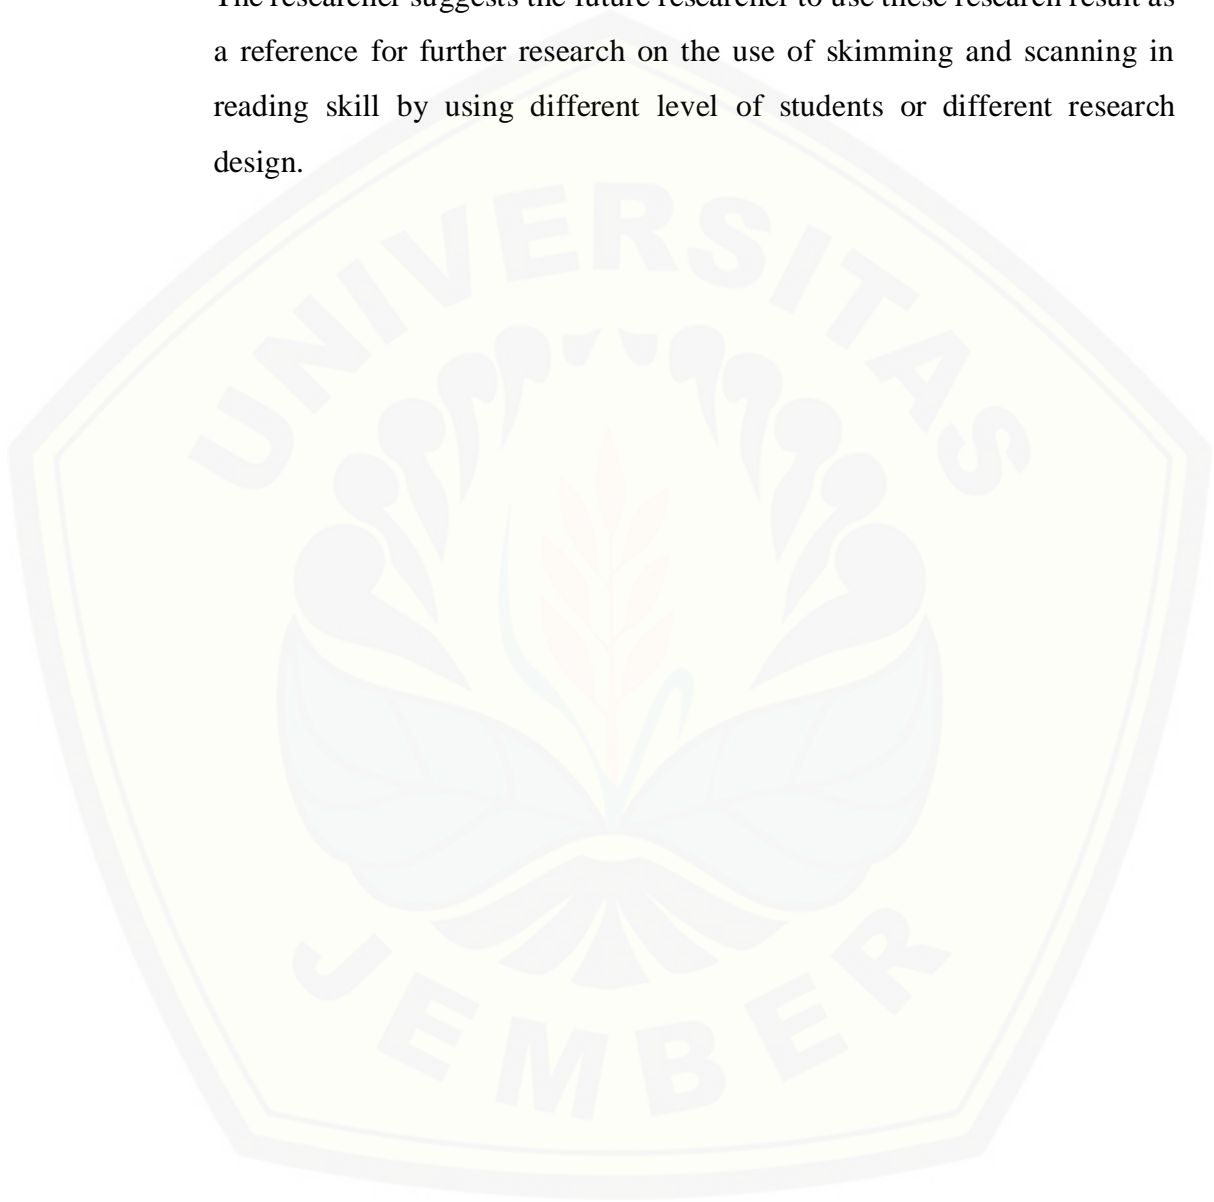 The researcher suggests the future researcher to use these research result as
a reference for further research on the use of skimming and scanning in
reading skill by using different level of students or different research
design.
UNIVERSITAS
JEMBER